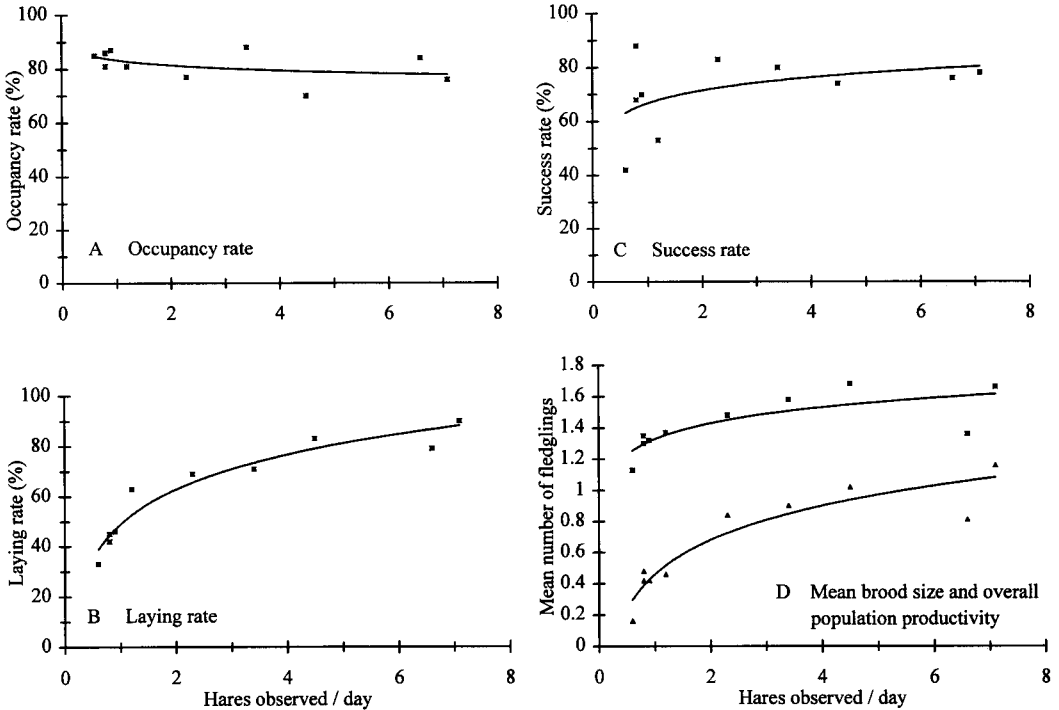 100
80
60
40
20
0
Occupancy rate (%)
A Occupancy rate
0 2 4 6 8
100
80
60
40
20
0
Success rate (%)
C Success rate
0 2 4 6 8
100
80
60
40
20
0
Laying rate (%)
B Laying rate
0 2 4 6 8
Hares observed / day
1.8
1.6
1.4
1.2
1
0.8
0.6
0.4
0.2
0
Mean number of fledglings
D Mean brood size and overall
population productivity
0 2 4 6 8
Hares observed / day